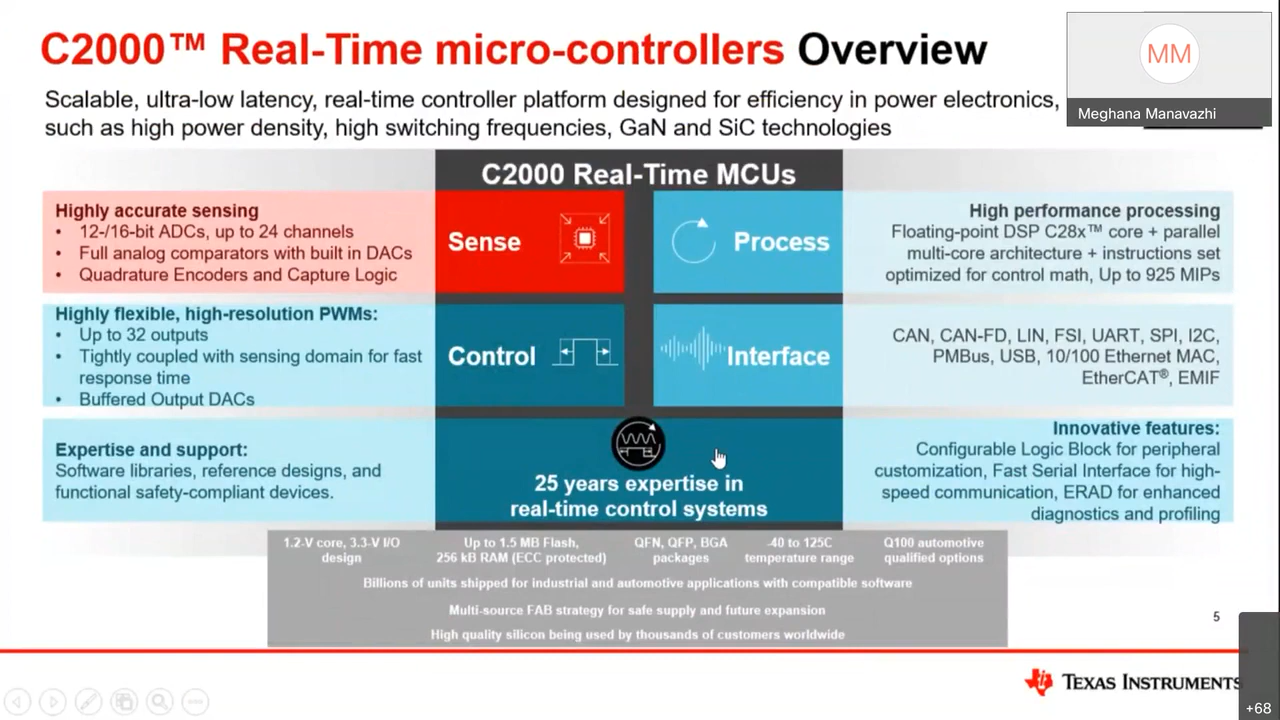 C2000™ Real-Time micro-controllers Overview
Scalable, ultra-low latency, real-time controller platform designed for efficiency in power electronics,
such as high power density, high switching frequencies, GaN and SiC technologies
MM
Meghana Manavazhi
C2000 Real-Time MCUs
Highly accurate sensing
• 12-/16-bit ADCs, up to 24 channels
• Full analog comparators with built in DACs
• Quadrature Encoders and Capture Logic
Sense
Process
High performance processing
Floating-point DSP C28x™ core + parallel
multi-core architecture + instructions set
optimized for control math, Up to 925 MIPs
Highly flexible, high-resolution PWMs:
• Up to 32 outputs
• Tightly coupled with sensing domain for fast
response time
• Buffered Output DACs
Control
Interface
CAN, CAN-FD, LIN, FSI, UART, SPI, I2C,
PMBus, USB, 10/100 Ethernet MAC,
EtherCAT®, EMIF
Expertise and support:
Software libraries, reference designs, and
functional safety-compliant devices.
25 years expertise in
real-time control systems
Innovative features:
Configurable Logic Block for peripheral
customization, Fast Serial Interface for high-
speed communication, ERAD for enhanced
diagnostics and profiling
1.2-V core, 3.3-V I/O
design
Up to 1.5 MB Flash,
256 kB RAM (ECC protected)
QFN, QFP, BGA
packages
-40 to 125C
temperature range
Q100 automotive
qualified options
Billions of units shipped for industrial and automotive applications with compatible software
Multi-source FAB strategy for safe supply and future expansion
High quality silicon being used by thousands of customers worldwide
5
TEXAS INSTRUMENTS
+68